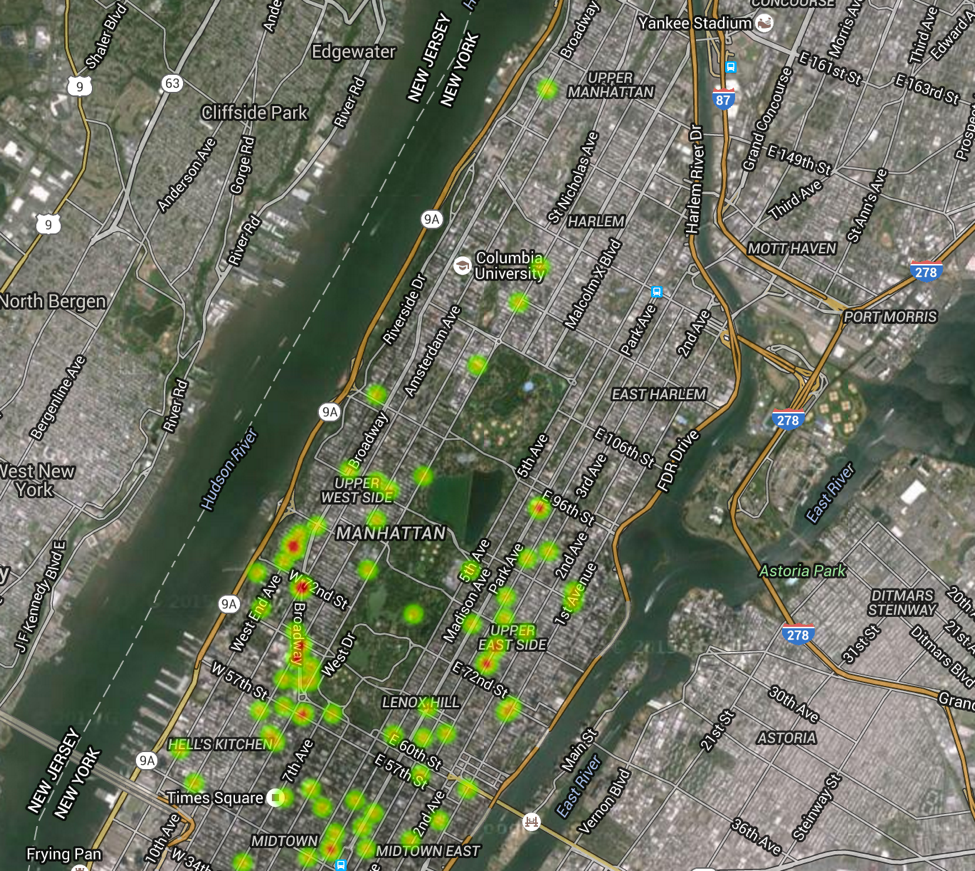 Shaler Blvd
Ande
Edgewater
NEW JERSEY
NEW YORK
H
Broadway
Yankee Stadium
CONCOURSE
Morris Av
Third Ave
Edward
E 161st St
E 163rd St
9
63
Cliffside Park
River Rd
UPPER
MANHATTAN
87
Grand Concourse
Prospec
Anderson Ave
Gorge Rd
Harlem River Dr
E 149th St
Third Ave
St Ann's Ave
9
River Rd
9A
St Nicholas Ave
HARLEM
MOTT HAVEN
Columbia
University
278
North Bergen
Riverside Dr
Malcolm X Blvd
Park Ave
2nd Ave
PORT MORRIS
Bergenline Ave
River Rd
Amsterdam Ave
EAST HARLEM
9A
278
Hudson River
Broadway
5th Ave
E 106th St
3rd Ave
FDR Drive
West New
York
UPPER
WEST SIDE
E 96th St
East River
MANHATTAN
JF Kennedy Blvd E
y
W 72nd St
5th Ave
Park Ave
2nd Ave
Astoria Park
9A
West End Ave
Madison Ave
1st Avenue
DITMARS
STEINWAY
20th
21st
Broadway
West Dr
UPPER
EAST SIDE
278
31st St
Ditmars Blvd
W 57th St
E 72nd St
LENOX HILL
30th Ave
Grand
NEW JERSEY
NEW YORK
HELL'S KITCHEN
9A
7th Ave
E 60th St
E 57th St
Main St
21st St
ASTORIA
Times Square
East River
Vernon Blvd
Steinway St
10th Ave
MIDTOWN
2nd Ave
MIDTOWN EAST
36th Ave
Frying Pan
W 34th